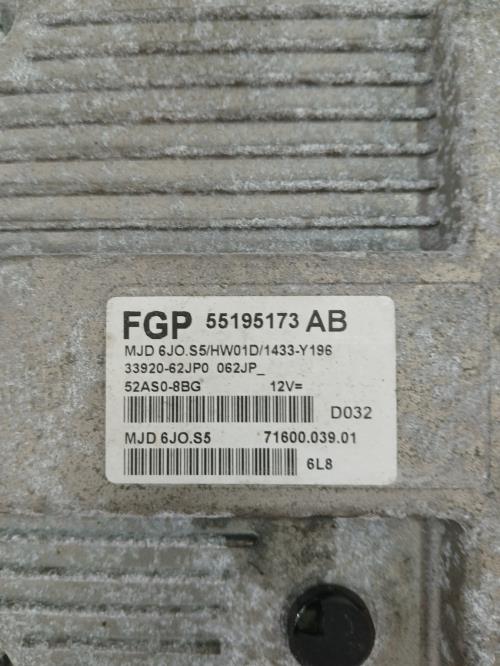 FGP 55195173 AB
MJD 6JO.S5/HW01D/1433-Y196
33920-62JP0 062JP_
52AS0-8BG 12V=
D032
MJD 6JO.S5 71600.039.01
6L8